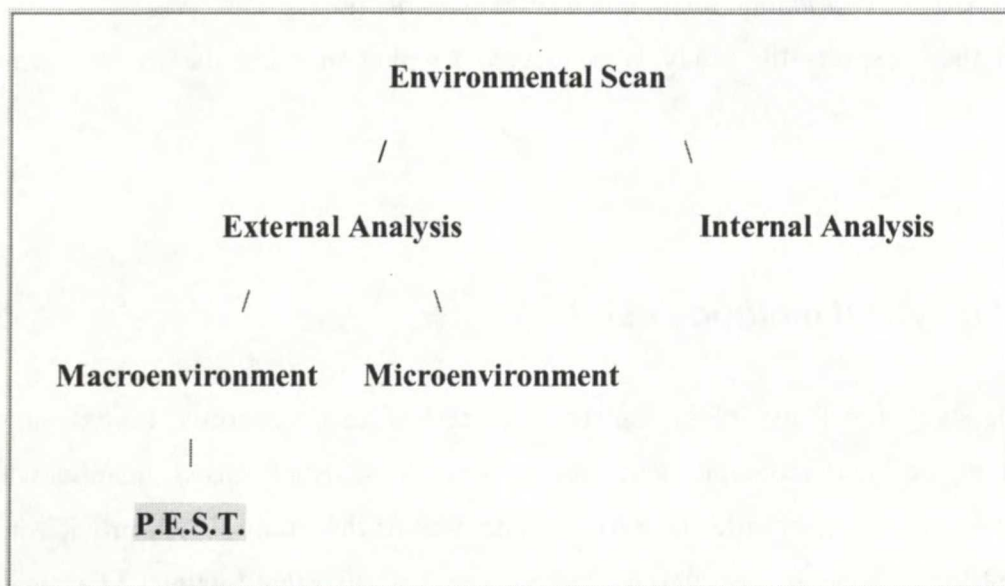 Environmental Scan
/ \
External Analysis Internal Analysis
/ \
Macroenvironment Microenvironment
|
P.E.S.T.